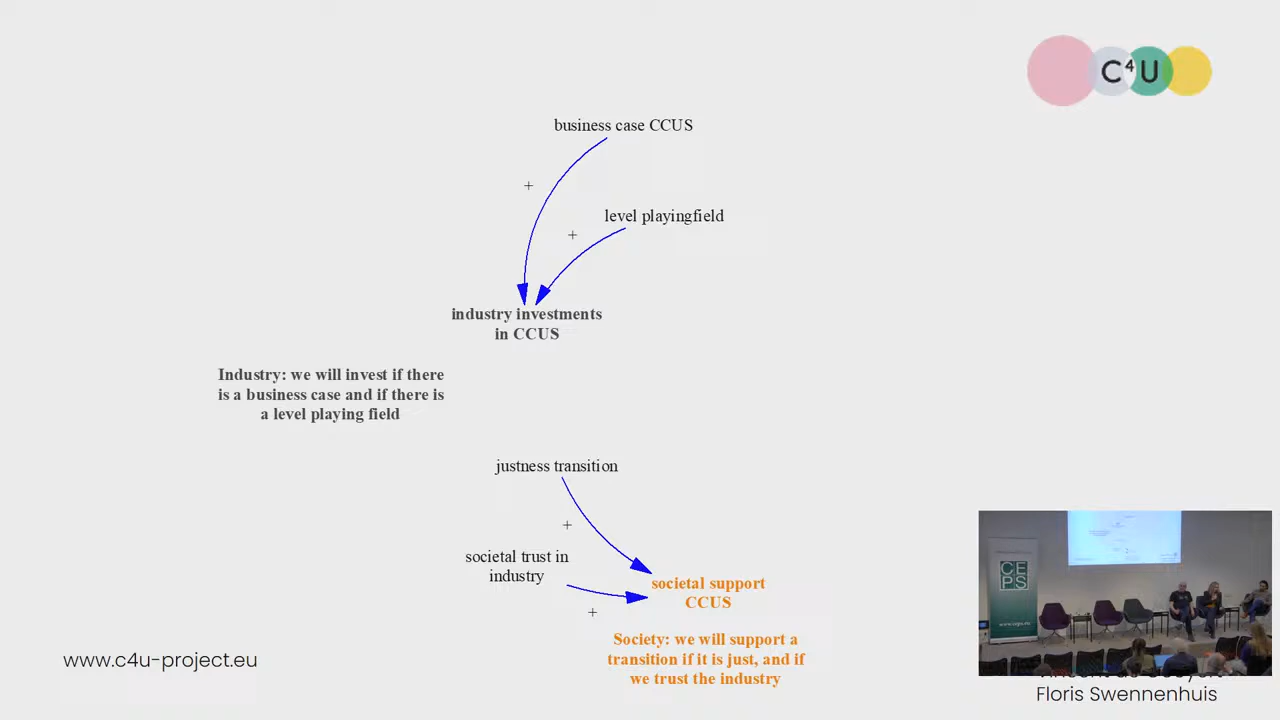 C⁴U
business case CCUS
+
level playingfield
+
industry investments
in CCUS
Industry: we will invest if there
is a business case and if there is
a level playing field
justness transition
+
societal trust in
industry
+
societal support
CCUS
Society: we will support a
transition if it is just, and if
we trust the industry
www.c4u-project.eu
CE
PS
Floris Swennenhuis